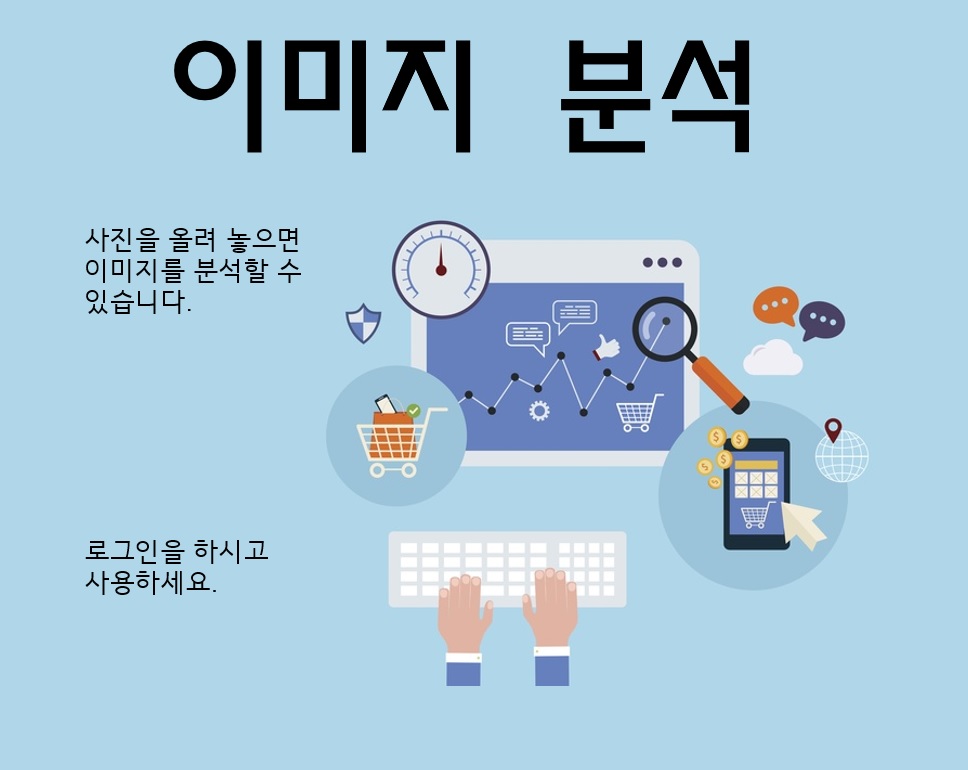 이미지 분석
사진을 올려 놓으면
이미지를 분석할 수
있습니다.
로그인을 하시고
사용하세요.